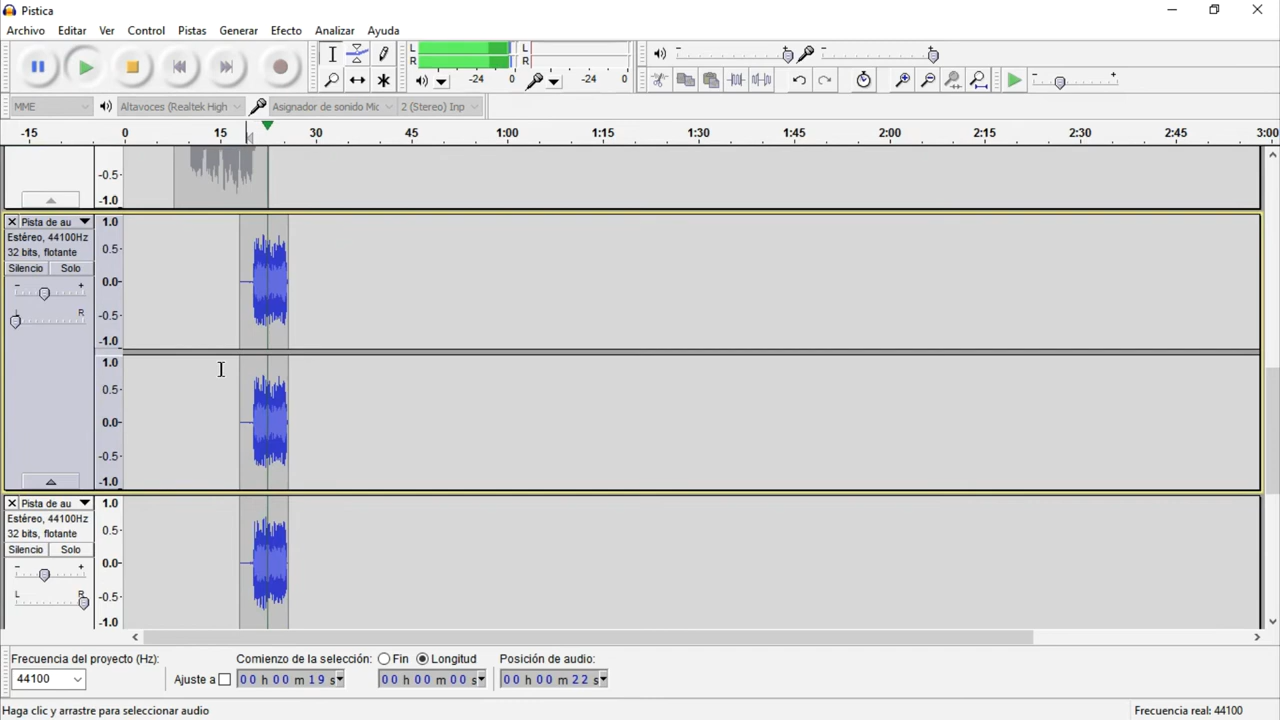 Pistica
Archivo Editar Ver Control Pistas Generar Efecto Analizar Ayuda
L L
R R
-24 0 -24 0
MME Altavoces (Realtek High Asignador de sonido Mic 2 (Stereo) Inp
-15 0 15 30 45 1:00 1:15 1:30 1:45 2:00 2:15 2:30 2:45 3:00
-0.5
-1.0
Pista de au 1.0
Estéreo, 44100Hz 0.5
32 bits, flotante
Silencio Solo 0.0
L R -0.5
-1.0
1.0
0.5
0.0
-0.5
-1.0
Pista de au 1.0
Estéreo, 44100Hz 0.5
32 bits, flotante
Silencio Solo 0.0
L R -0.5
-1.0
Frecuencia del proyecto (Hz): Comienzo de la selección: Fin Longitud Posición de audio:
44100 Ajuste a 00 h 00 m 19 s 00 h 00 m 00 s 00 h 00 m 22 s
Haga clic y arrastre para seleccionar audio Frecuencia real: 44100